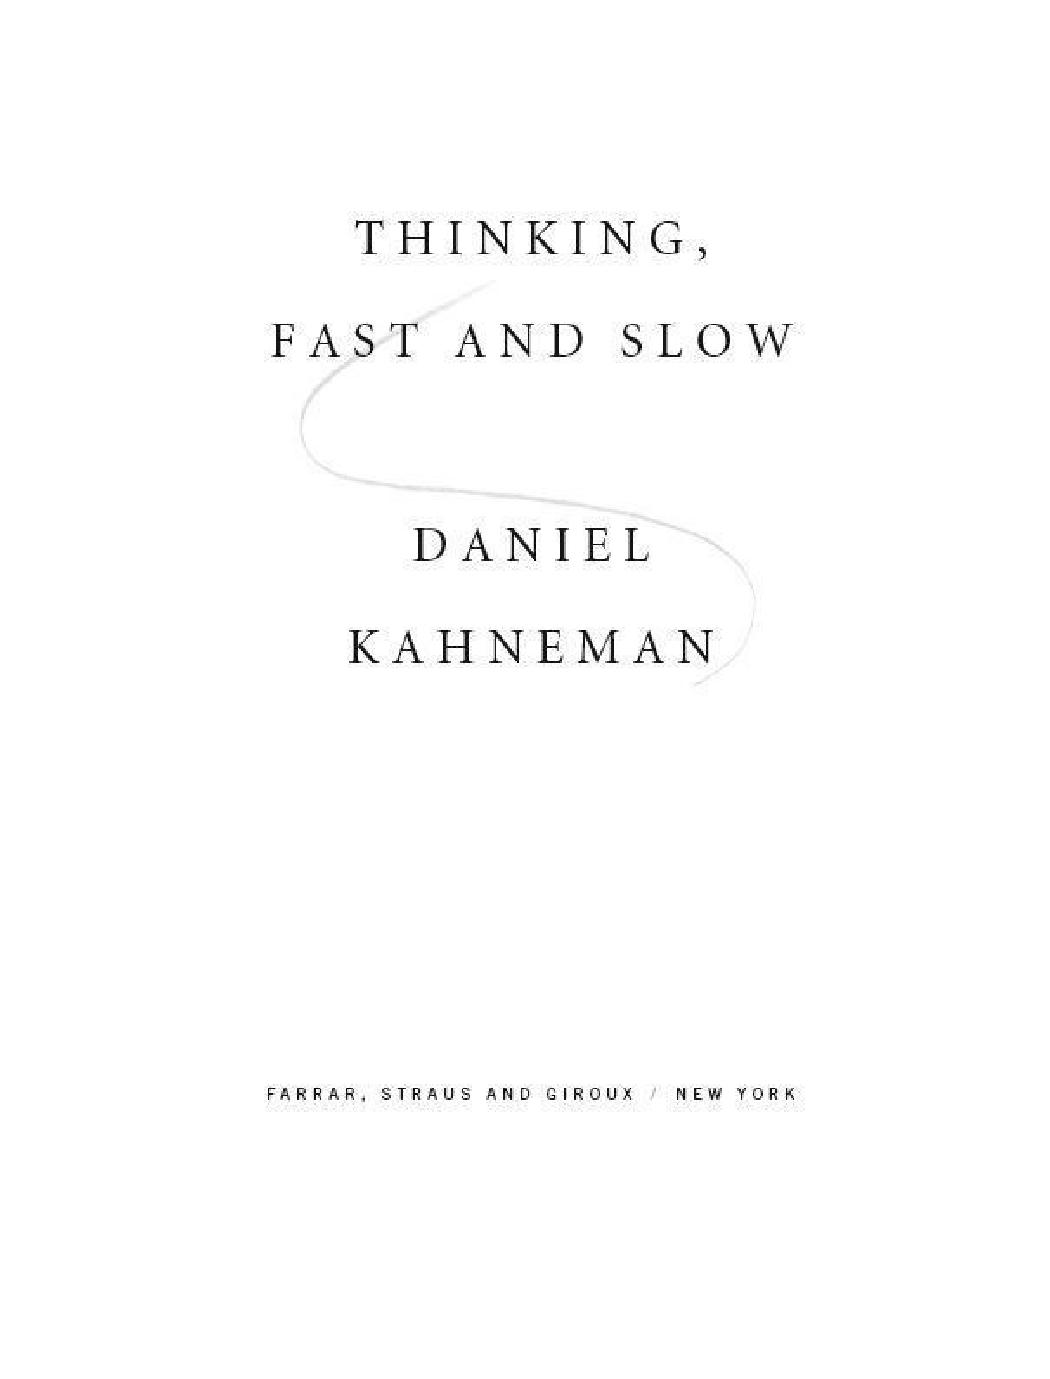 THINKING,
FAST AND SLOW
DANIEL
KAHNEMAN
FARRAR, STRAUS AND GIROUX / NEW YORK